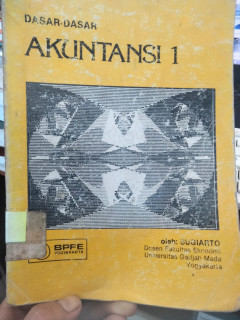 DASAR-DASAR
AKUNTANSI 1
oleh: SUGIARTO
Dosen Fakultas Ekonomi
Universitas Gadjah Mada
Yogyakarta
BPFE
YOGYAKARTA